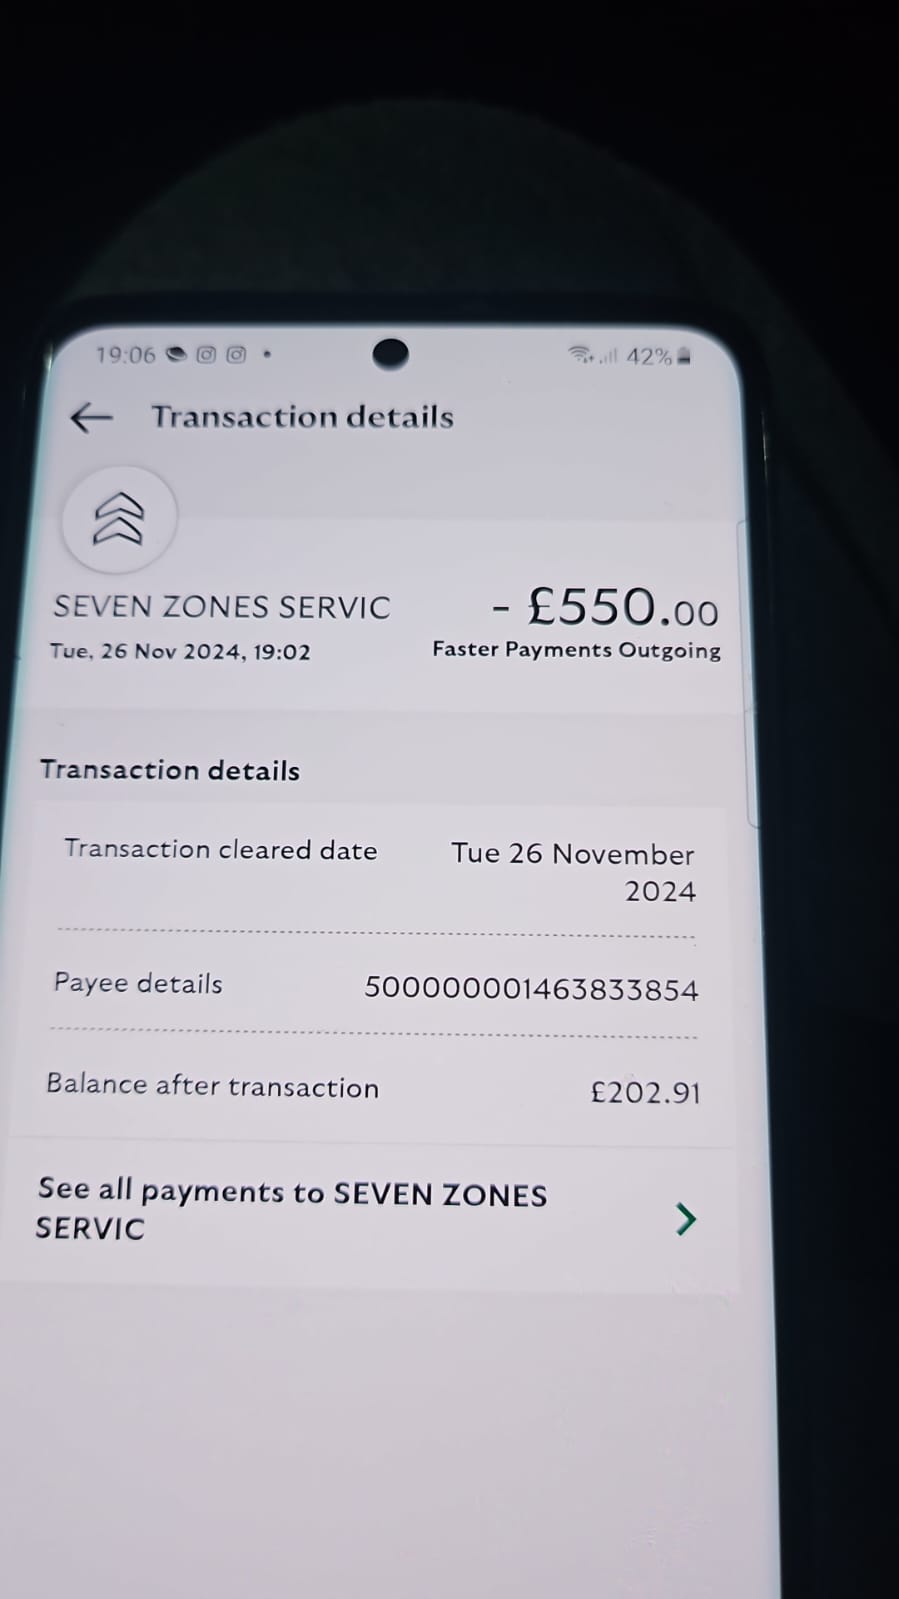 19:06 42%
Transaction details
SEVEN ZONES SERVIC - £550.00
Tue, 26 Nov 2024, 19:02 Faster Payments Outgoing
Transaction details
Transaction cleared date Tue 26 November
2024
Payee details 500000001463833854
Balance after transaction £202.91
See all payments to SEVEN ZONES
SERVIC